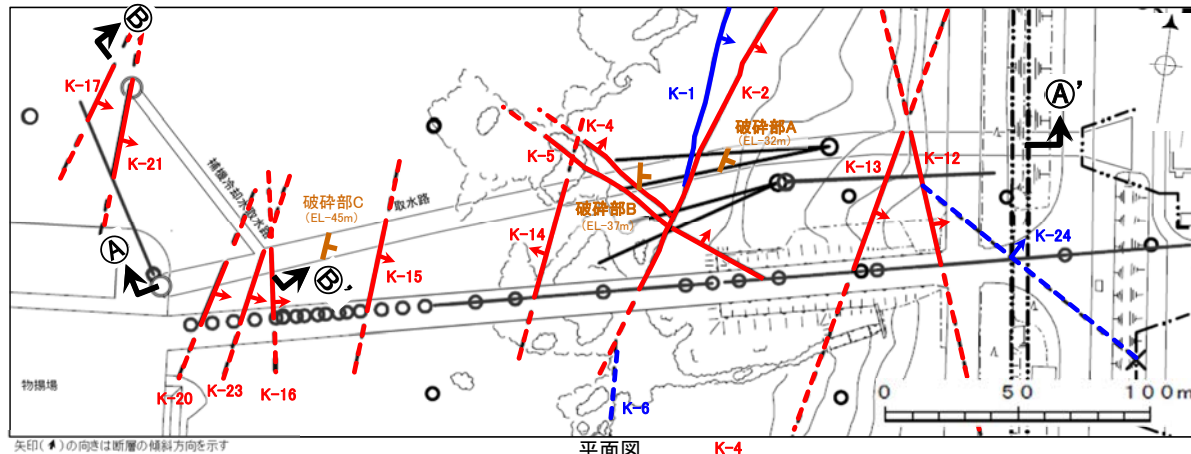 Ⓑ
K-17
K-21
補機冷却水取水路
Ⓐ
K-20
K-23
K-16
Ⓑ'
破砕部C
(EL-45m)
取水路
K-15
K-14
K-5
K-4
K-1
K-2
破砕部A
(EL-32m)
破砕部B
(EL-37m)
K-6
K-13
K-12
K-24
Ⓐ'
物揚場
0 50 100m
矢印( )の向きは断層の傾斜方向を示す
平面図
K-4